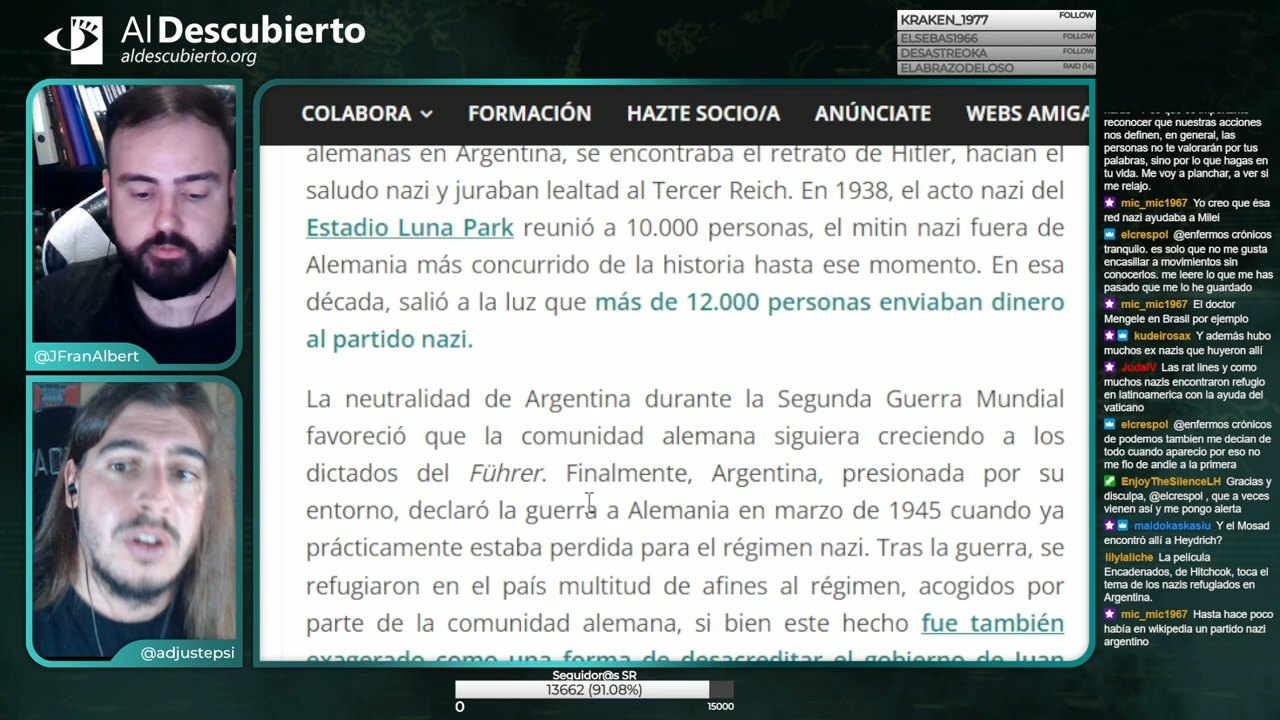 Al Descubierto
aldescubierto.org
KRAKEN_1977 FOLLOW
ELSEBAS1966 FOLLOW
DESASTREOKA FOLLOW
ELABRAZODELOSO RAID (14)
@JFranAlbert
@adjustepsi
COLABORA FORMACIÓN HAZTE SOCIO/A ANÚNCIATE WEBS AMIGA
alemanas en Argentina, se encontraba el retrato de Hitler, hacían el
saludo nazi y juraban lealtad al Tercer Reich. En 1938, el acto nazi del
Estadio Luna Park reunió a 10.000 personas, el mitin nazi fuera de
Alemania más concurrido de la historia hasta ese momento. En esa
década, salió a la luz que más de 12.000 personas enviaban dinero
al partido nazi.
La neutralidad de Argentina durante la Segunda Guerra Mundial
favoreció que la comunidad alemana siguiera creciendo a los
dictados del Führer. Finalmente, Argentina, presionada por su
entorno, declaró la guerra a Alemania en marzo de 1945 cuando ya
prácticamente estaba perdida para el régimen nazi. Tras la guerra, se
refugiaron en el país multitud de afines al régimen, acogidos por
parte de la comunidad alemana, si bien este hecho fue también
exagerado como una forma de desacreditar el gobierno de Juan
reconocer que nuestras acciones
nos definen, en general, las
personas no te valorarán por tus
palabras, sino por lo que hagas en
tu vida. Me voy a planchar, a ver si
me relajo.
mic_mic1967 Yo creo que ésa
red nazi ayudaba a Milei
elcrespol @enfermos crónicos
tranquilo. es solo que no me gusta
encasillar a movimientos sin
conocerlos. me leere lo que me has
pasado que me lo he guardado
mic_mic1967 El doctor
Mengele en Brasil por ejemplo
kudeirosax Y además hubo
muchos ex nazis que huyeron allí
JudalV Las rat lines y como
muchos nazis encontraron refugio
en latinoamerica con la ayuda del
vaticano
elcrespol @enfermos crónicos
de podemos tambien me decian de
todo cuando aparecio por eso no
me fio de andie a la primera
EnjoyTheSilenceLH Gracias y
disculpa, @elcrespol , que a veces
vienen así y me pongo alerta
maidokaskasiu Y el Mosad
encontró allí a Heydrich?
lilylaliche La película
Encadenados, de Hitchcok, toca el
tema de los nazis refugiados en
Argentina.
mic_mic1967 Hasta hace poco
había en wikipedia un partido nazi
argentino
Seguidor@s SR
13662 (91.08%)
0 15000